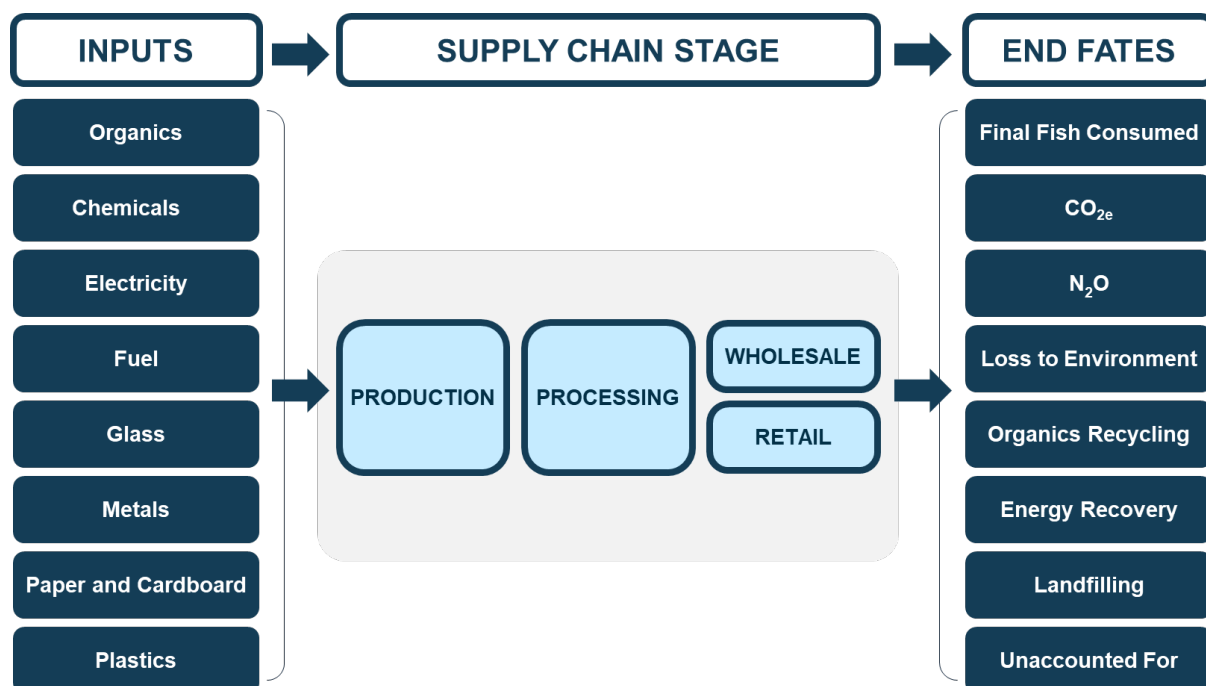 INPUTS
SUPPLY CHAIN STAGE
END FATES
Organics
Chemicals
Electricity
Fuel
Glass
Metals
Paper and Cardboard
Plastics
PRODUCTION
PROCESSING
WHOLESALE
RETAIL
Final Fish Consumed
CO₂ₑ
N₂O
Loss to Environment
Organics Recycling
Energy Recovery
Landfilling
Unaccounted For